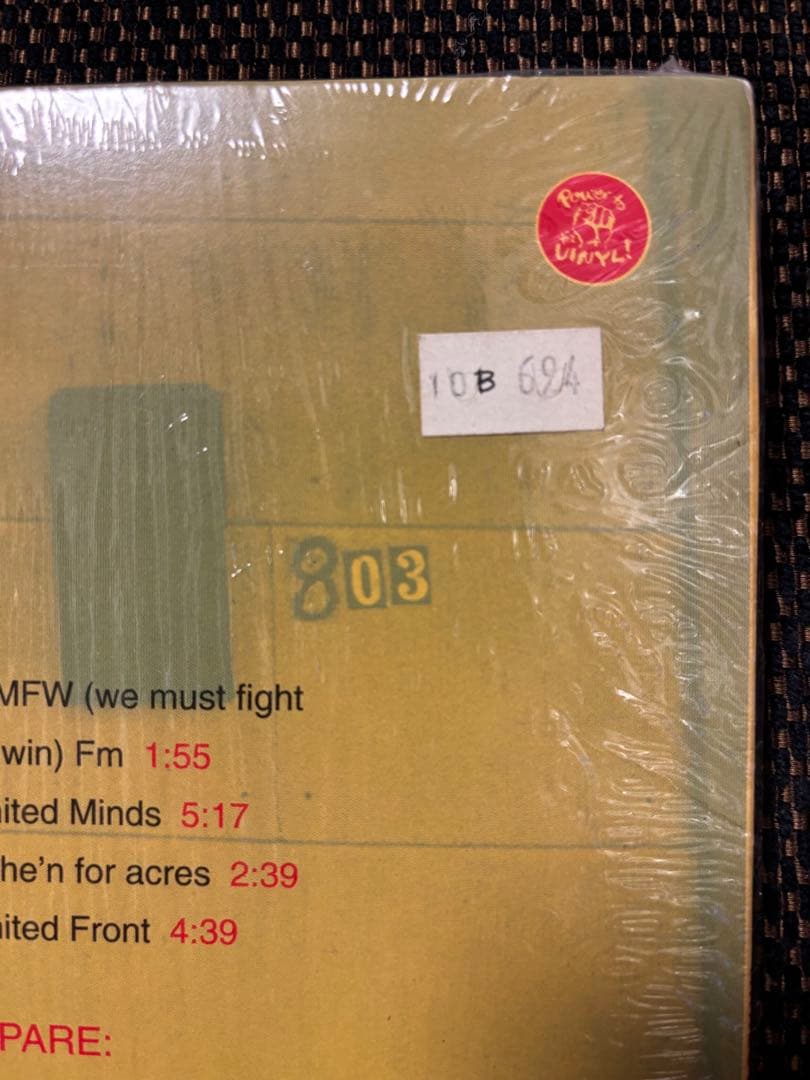 Power to
VINYL!
10B 694
803
MFW (we must fight
win) Fm 1:55
ited Minds 5:17
he'n for acres 2:39
ited Front 4:39
PARE: